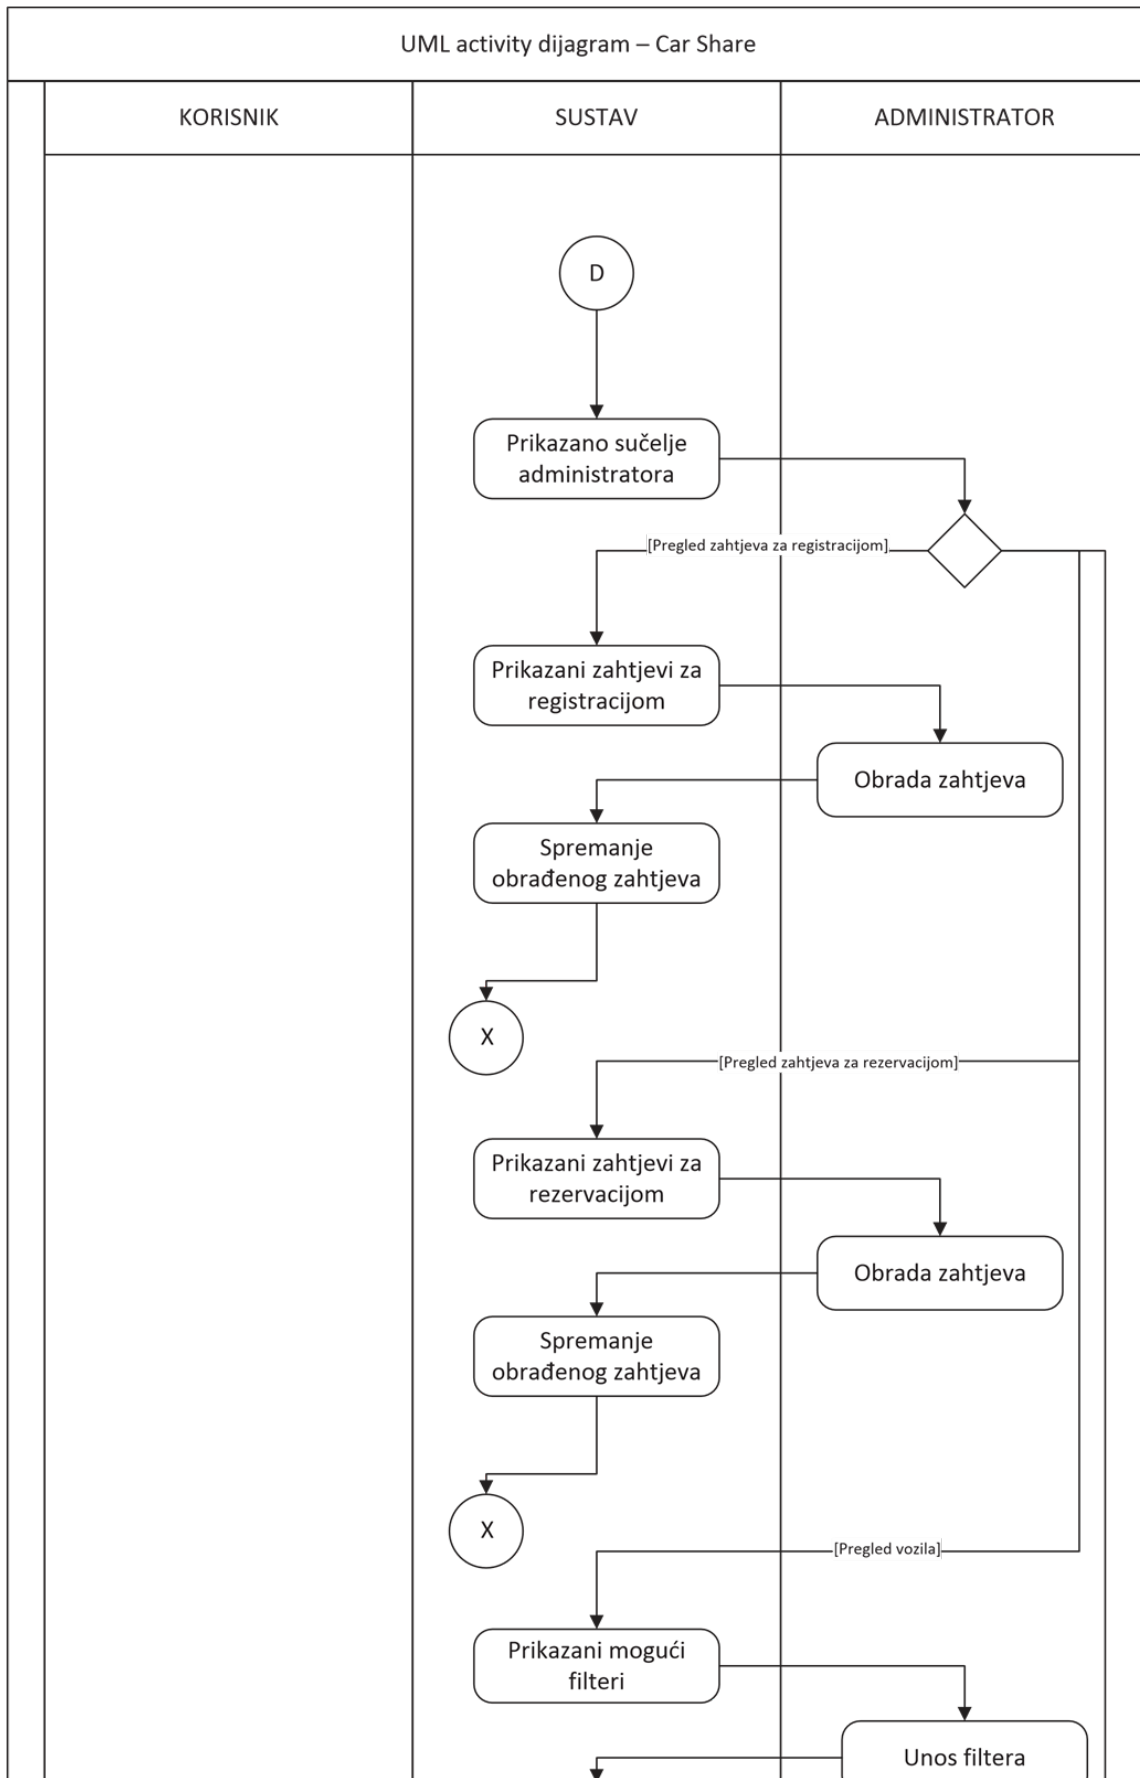 UML activity dijagram – Car Share
KORISNIK
SUSTAV
ADMINISTRATOR
D
Prikazano sučelje
administratora
[Pregled zahtjeva za registracijom]
Prikazani zahtjevi za
registracijom
Obrada zahtjeva
Spremanje
obrađenog zahtjeva
X
[Pregled zahtjeva za rezervacijom]
Prikazani zahtjevi za
rezervacijom
Obrada zahtjeva
Spremanje
obrađenog zahtjeva
X
[Pregled vozila]
Prikazani mogući
filteri
Unos filtera